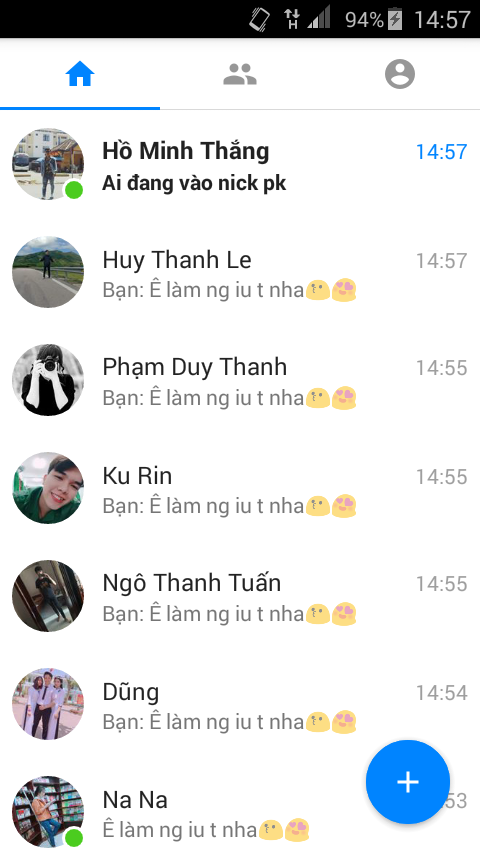 94% 14:57
Hồ Minh Thắng 14:57
Ai đang vào nick pk
Huy Thanh Le 14:57
Bạn: Ê làm ng iu t nha
Phạm Duy Thanh 14:55
Bạn: Ê làm ng iu t nha
Ku Rin 14:55
Bạn: Ê làm ng iu t nha
Ngô Thanh Tuấn 14:55
Bạn: Ê làm ng iu t nha
Dũng 14:54
Bạn: Ê làm ng iu t nha
Na Na 53
Ê làm ng iu t nha